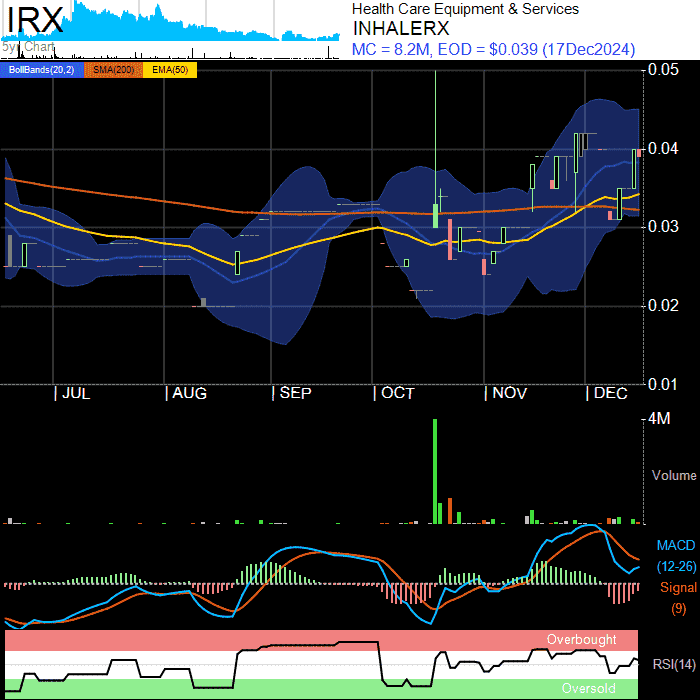 IRX
5yr Chart
Health Care Equipment & Services
INHALERX
MC = 8.2M, EOD = $0.039 (17Dec2024)
BollBands(20,2) SMA(200) EMA(50)
0.05
0.04
0.03
0.02
0.01
| JUL | AUG | SEP | OCT | NOV | DEC
4M
Volume
MACD
(12-26)
Signal
(9)
Overbought
RSI(14)
Oversold